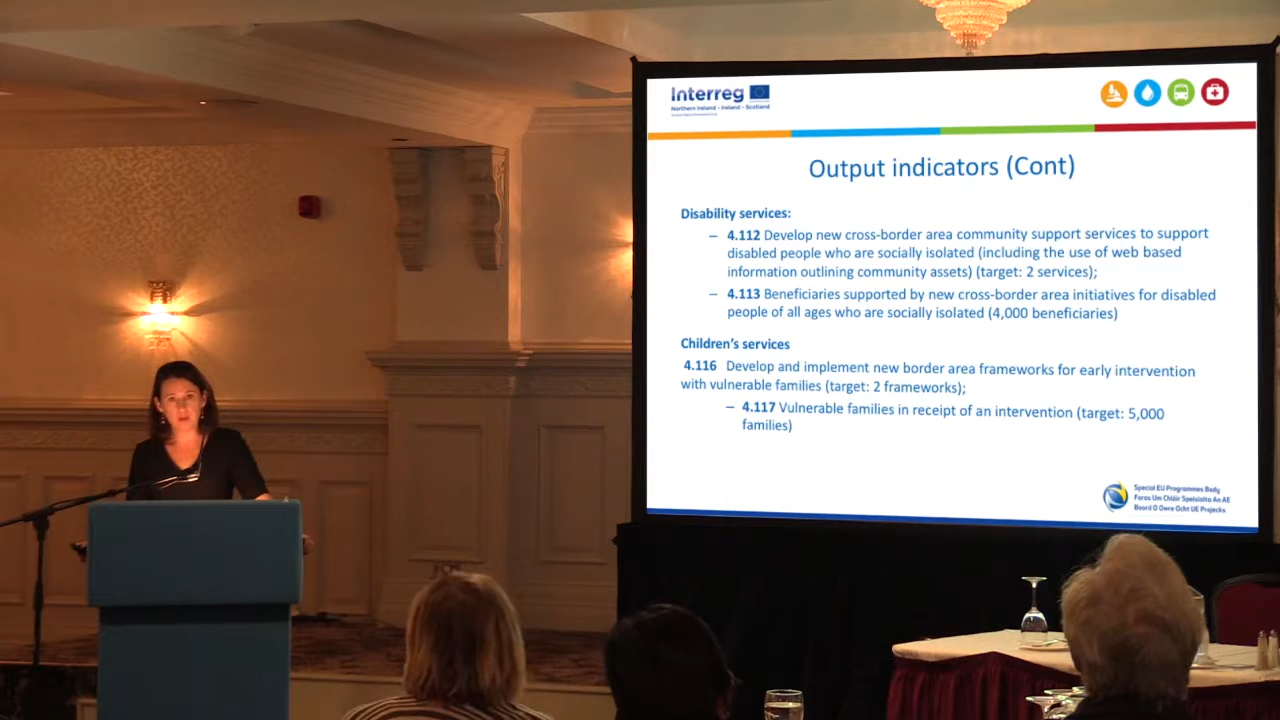 Interreg
Northern Ireland - Ireland - Scotland
Output indicators (Cont)
Disability services:
– 4.112 Develop new cross-border area community support services to support
disabled people who are socially isolated (including the use of web based
information outlining community assets) (target: 2 services);
– 4.113 Beneficiaries supported by new cross-border area initiatives for disabled
people of all ages who are socially isolated (4,000 beneficiaries)
Children's services
4.116 Develop and implement new border area frameworks for early intervention
with vulnerable families (target: 2 frameworks);
– 4.117 Vulnerable families in receipt of an intervention (target: 5,000
families)
Special EU Programmes Body
Foras Um Chláir Speisialta An AE
Boord O Owre Ocht UE Projecks